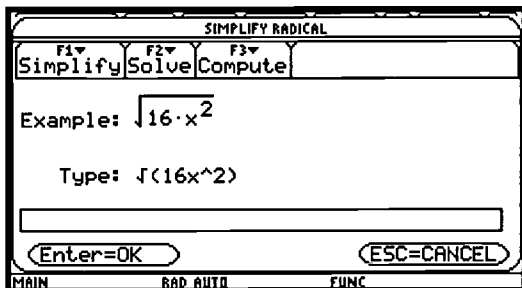 SIMPLIFY RADICAL
F1▼ F2▼ F3▼
Simplify Solve Compute
Example: √16·x²
Type: √(16x^2)
Enter=OK ESC=CANCEL
MAIN RAD AUTO FUNC